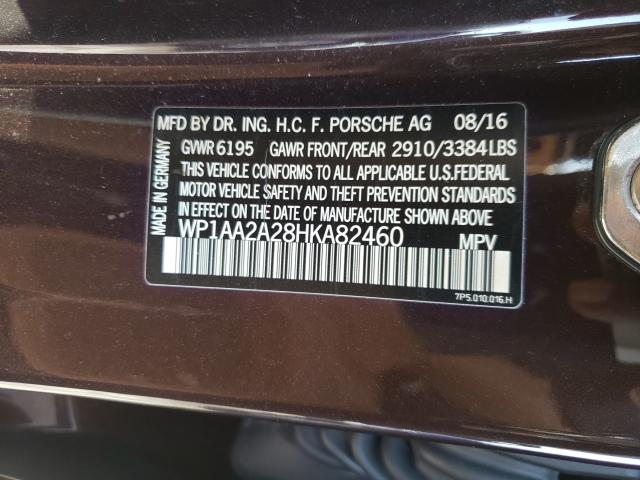 MFD BY DR. ING. H.C. F. PORSCHE AG 08/16
GVWR 6195 GAWR FRONT/REAR 2910/3384LBS
THIS VEHICLE CONFORMS TO ALL APPLICABLE U.S.FEDERAL
MOTOR VEHICLE SAFETY AND THEFT PREVENTION STANDARDS
IN EFFECT ON THE DATE OF MANUFACTURE SHOWN ABOVE
WP1AA2A28HKA82460 MPV
7P5.010.016.H
MADE IN GERMANY